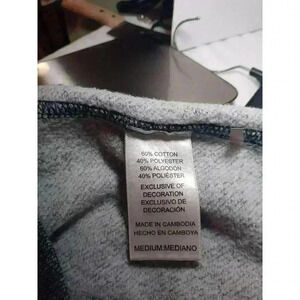 60% COTTON
40% POLYESTER
60% ALGODON
40% POLIÉSTER
EXCLUSIVE OF
DECORATION
EXCLUSIVO DE
DECORACIÓN
MADE IN CAMBODIA
HECHO EN CAMBOYA
MEDIUM:MEDIANO